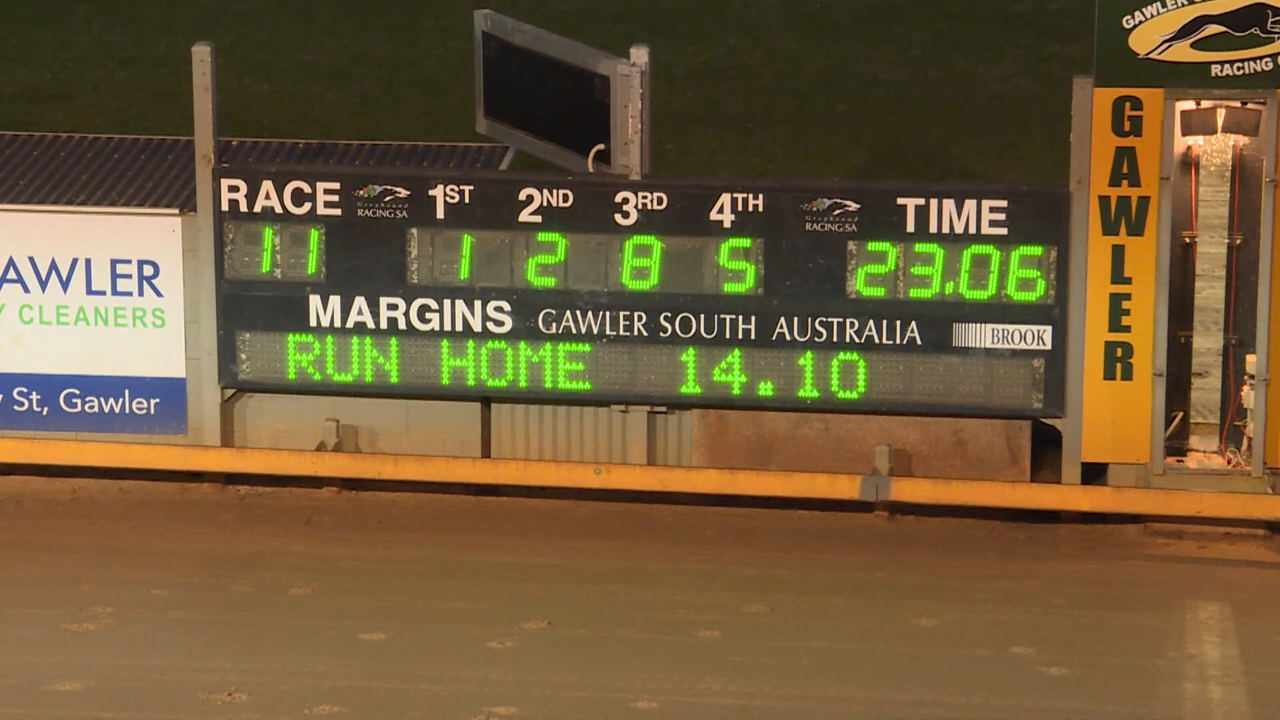 GAWLER
RACING
RACE 1ST 2ND 3RD 4TH TIME
Greyhound RACING SA
Greyhound RACING SA
11 1 2 8 5 23.06
MARGINS GAWLER SOUTH AUSTRALIA BROOK
RUN HOME 14.10
AWLER
Y CLEANERS
St, Gawler
GAWLER